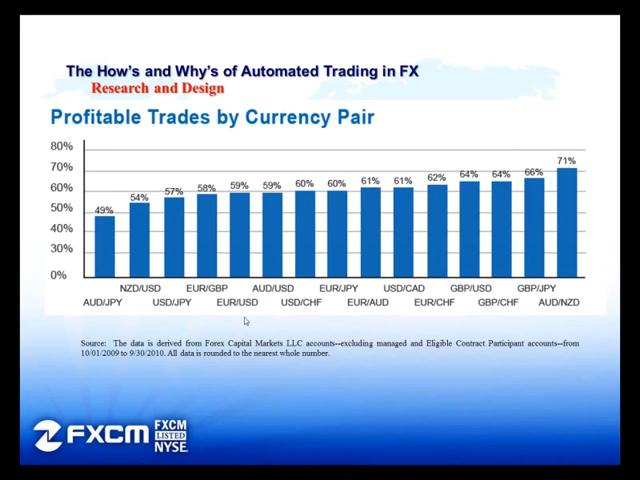 The How's and Why's of Automated Trading in FX
Research and Design
Profitable Trades by Currency Pair
80%
70%
60%
50%
40%
30%
0%
49%
54%
57%
58%
59%
59%
60%
60%
61%
61%
62%
64%
64%
66%
71%
NZD/USD EUR/GBP AUD/USD EUR/JPY USD/CAD GBP/USD GBP/JPY
AUD/JPY USD/JPY EUR/USD USD/CHF EUR/AUD EUR/CHF GBP/CHF AUD/NZD
Source: The data is derived from Forex Capital Markets LLC accounts--excluding managed and Eligible Contract Participant accounts--from
10/01/2009 to 9/30/2010. All data is rounded to the nearest whole number.
FXCM
FXCM
LISTED
NYSE